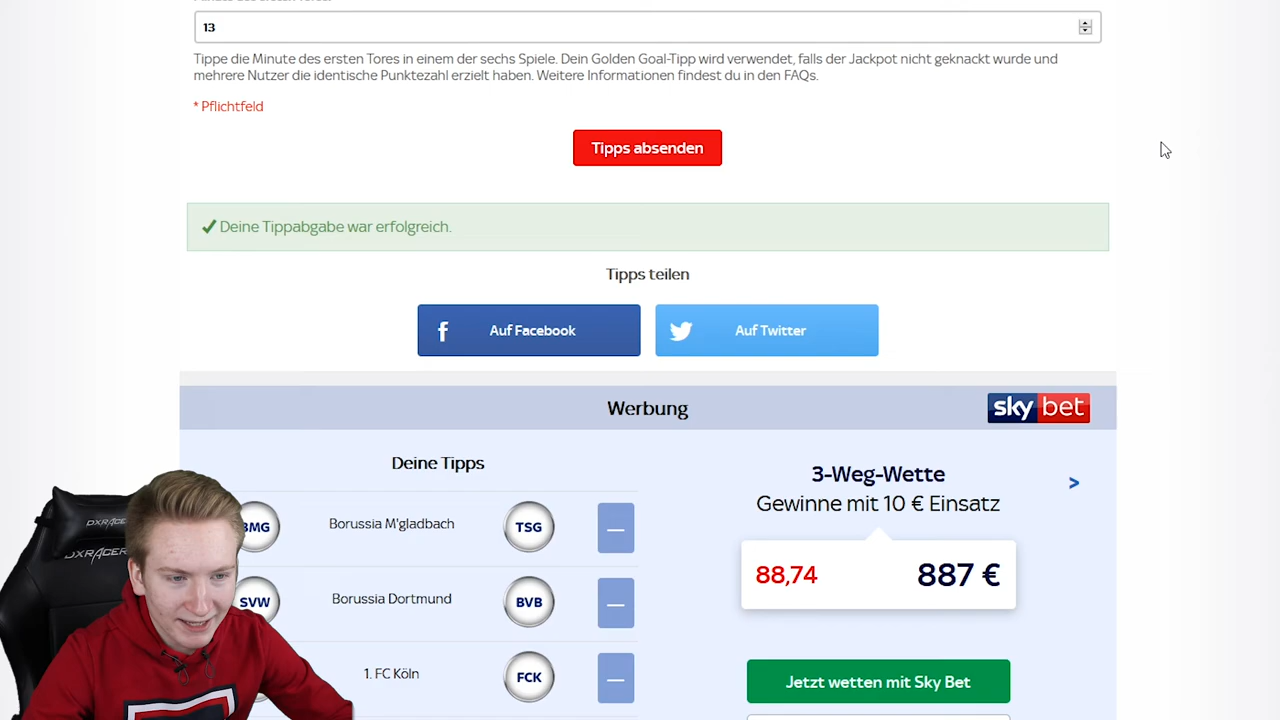 13
Tippe die Minute des ersten Tores in einem der sechs Spiele. Dein Golden Goal-Tipp wird verwendet, falls der Jackpot nicht geknackt wurde und
mehrere Nutzer die identische Punktezahl erzielt haben. Weitere Informationen findest du in den FAQs.
* Pflichtfeld
Tipps absenden
Deine Tippabgabe war erfolgreich.
Tipps teilen
f Auf Facebook
Auf Twitter
Werbung
sky bet
Deine Tipps
3-Weg-Wette
Gewinne mit 10 € Einsatz
BMG Borussia M'gladbach TSG —
88,74 887 €
SVW Borussia Dortmund BVB —
1. FC Köln FCK —
Jetzt wetten mit Sky Bet
DXRACER
DXRACER